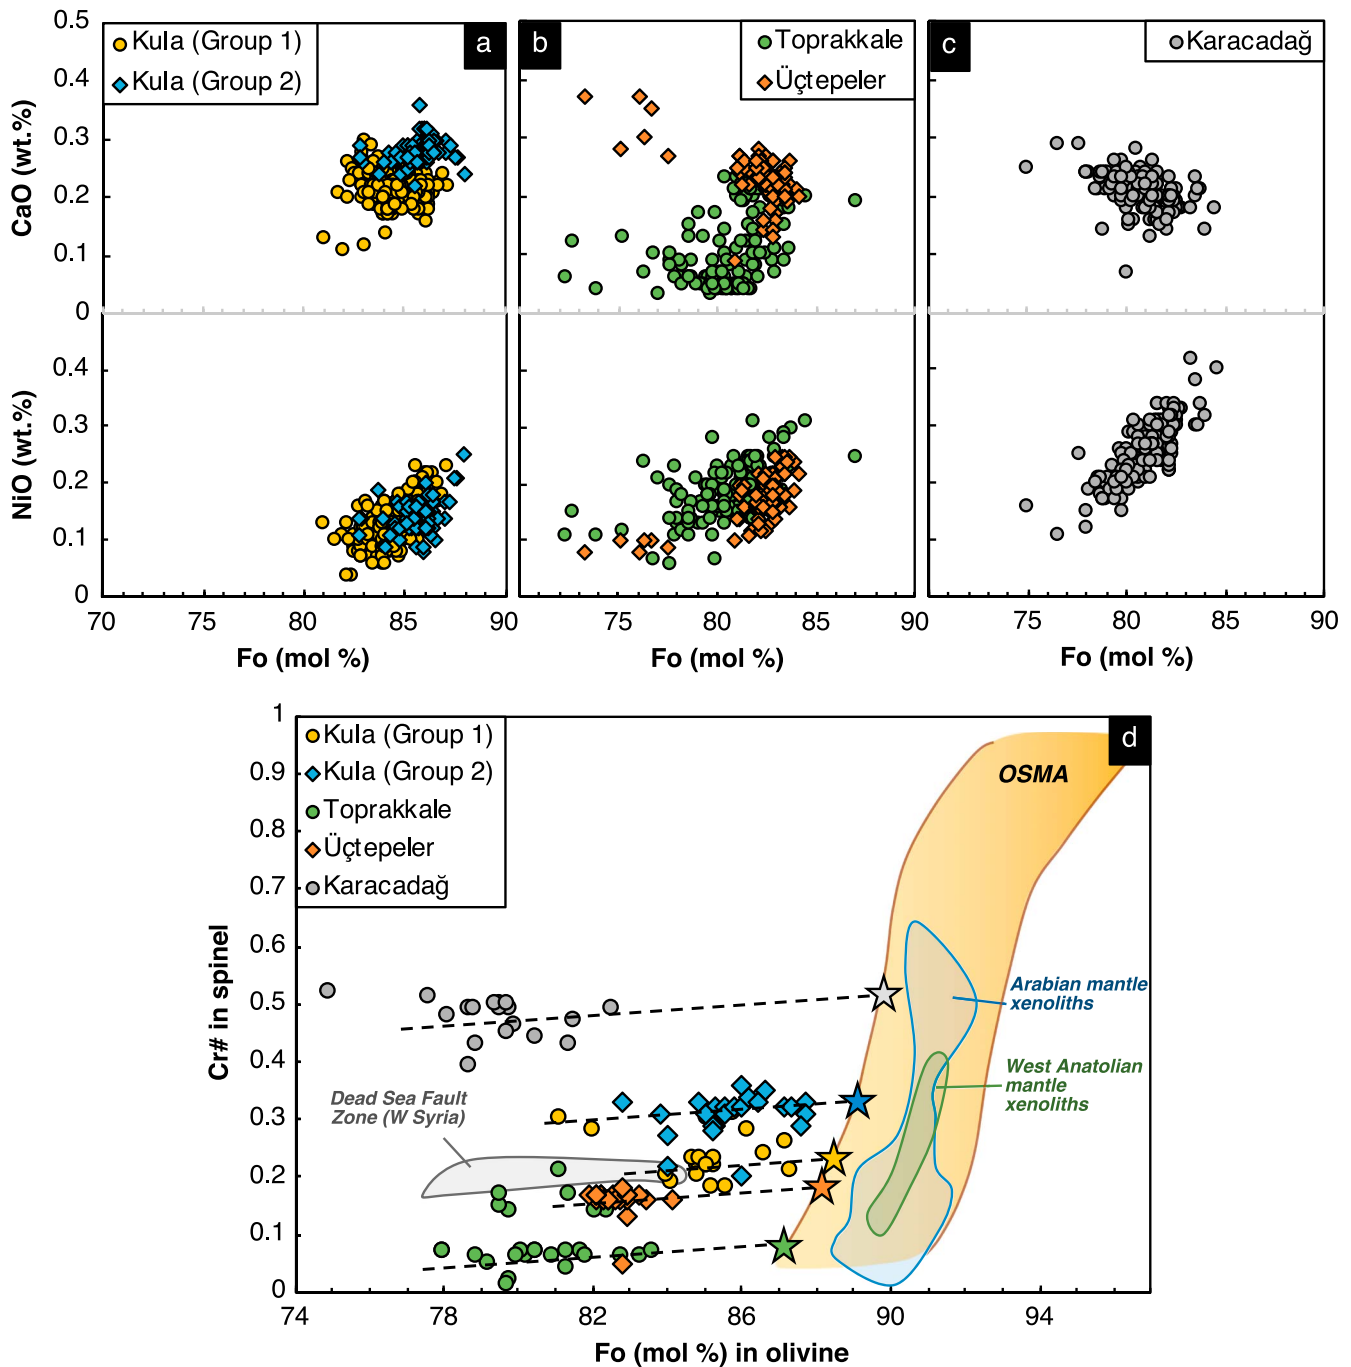 0.5
0.4
0.3
0.2
0.1
0
CaO (wt.%)
Kula (Group 1)
Kula (Group 2)
a
b
Toprakkale
Üçtepeler
c
Karacadağ
0.4
0.3
0.2
0.1
0
NiO (wt.%)
70 75 80 85 90
75 80 85 90
75 80 85 90
Fo (mol %)
Fo (mol %)
Fo (mol %)
1
0.9
0.8
0.7
0.6
0.5
0.4
0.3
0.2
0.1
0
Cr# in spinel
Kula (Group 1)
Kula (Group 2)
Toprakkale
Üçtepeler
Karacadağ
d
OSMA
Arabian mantle
xenoliths
West Anatolian
mantle
xenoliths
Dead Sea Fault
Zone (W Syria)
74 78 82 86 90 94
Fo (mol %) in olivine